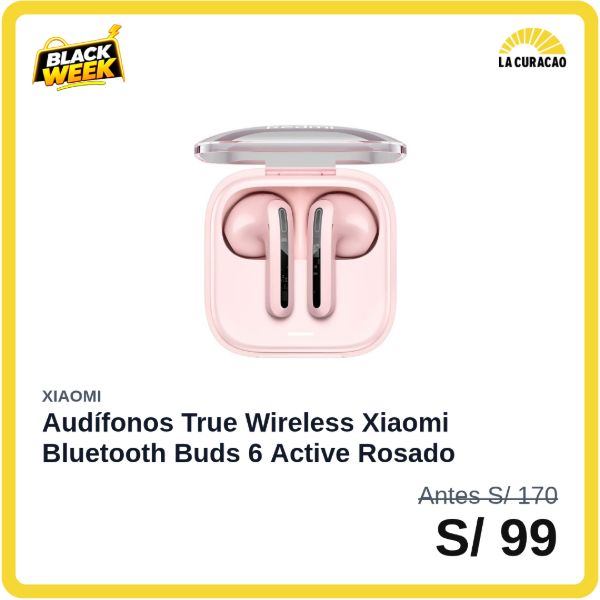 BLACK
WEEK
LA CURACAO
XIAOMI
Audífonos True Wireless Xiaomi
Bluetooth Buds 6 Active Rosado
Antes S/ 170
S/ 99